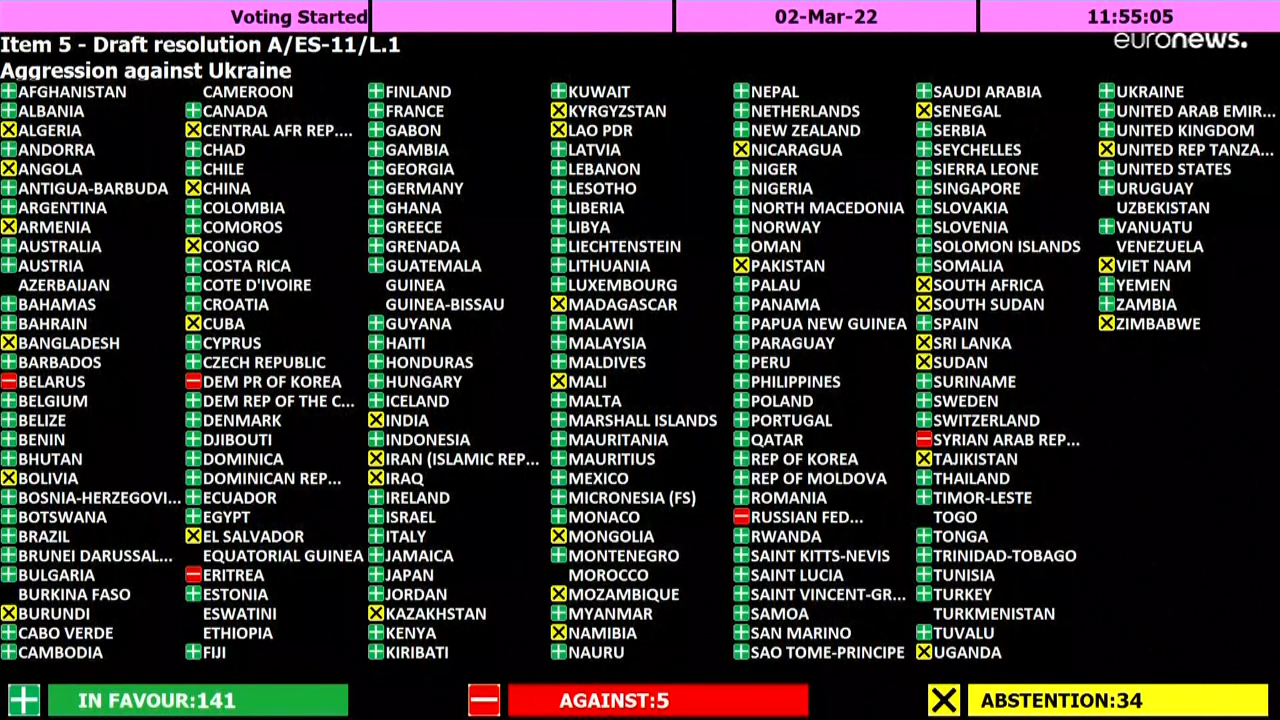 Voting Started 02-Mar-22 11:55:05
Item 5 - Draft resolution A/ES-11/L.1
euronews.
Aggression against Ukraine
AFGHANISTAN
ALBANIA
ALGERIA
ANDORRA
ANGOLA
ANTIGUA-BARBUDA
ARGENTINA
ARMENIA
AUSTRALIA
AUSTRIA
AZERBAIJAN
BAHAMAS
BAHRAIN
BANGLADESH
BARBADOS
BELARUS
BELGIUM
BELIZE
BENIN
BHUTAN
BOLIVIA
BOSNIA-HERZEGOVI...
BOTSWANA
BRAZIL
BRUNEI DARUSSAL...
BULGARIA
BURKINA FASO
BURUNDI
CABO VERDE
CAMBODIA
CAMEROON
CANADA
CENTRAL AFR REP....
CHAD
CHILE
CHINA
COLOMBIA
COMOROS
CONGO
COSTA RICA
COTE D'IVOIRE
CROATIA
CUBA
CYPRUS
CZECH REPUBLIC
DEM PR OF KOREA
DEM REP OF THE C...
DENMARK
DJIBOUTI
DOMINICA
DOMINICAN REP...
ECUADOR
EGYPT
EL SALVADOR
EQUATORIAL GUINEA
ERITREA
ESTONIA
ESWATINI
ETHIOPIA
FIJI
FINLAND
FRANCE
GABON
GAMBIA
GEORGIA
GERMANY
GHANA
GREECE
GRENADA
GUATEMALA
GUINEA
GUINEA-BISSAU
GUYANA
HAITI
HONDURAS
HUNGARY
ICELAND
INDIA
INDONESIA
IRAN (ISLAMIC REP...
IRAQ
IRELAND
ISRAEL
ITALY
JAMAICA
JAPAN
JORDAN
KAZAKHSTAN
KENYA
KIRIBATI
KUWAIT
KYRGYZSTAN
LAO PDR
LATVIA
LEBANON
LESOTHO
LIBERIA
LIBYA
LIECHTENSTEIN
LITHUANIA
LUXEMBOURG
MADAGASCAR
MALAWI
MALAYSIA
MALDIVES
MALI
MALTA
MARSHALL ISLANDS
MAURITANIA
MAURITIUS
MEXICO
MICRONESIA (FS)
MONACO
MONGOLIA
MONTENEGRO
MOROCCO
MOZAMBIQUE
MYANMAR
NAMIBIA
NAURU
NEPAL
NETHERLANDS
NEW ZEALAND
NICARAGUA
NIGER
NIGERIA
NORTH MACEDONIA
NORWAY
OMAN
PAKISTAN
PALAU
PANAMA
PAPUA NEW GUINEA
PARAGUAY
PERU
PHILIPPINES
POLAND
PORTUGAL
QATAR
REP OF KOREA
REP OF MOLDOVA
ROMANIA
RUSSIAN FED...
RWANDA
SAINT KITTS-NEVIS
SAINT LUCIA
SAINT VINCENT-GR...
SAMOA
SAN MARINO
SAO TOME-PRINCIPE
SAUDI ARABIA
SENEGAL
SERBIA
SEYCHELLES
SIERRA LEONE
SINGAPORE
SLOVAKIA
SLOVENIA
SOLOMON ISLANDS
SOMALIA
SOUTH AFRICA
SOUTH SUDAN
SPAIN
SRI LANKA
SUDAN
SURINAME
SWEDEN
SWITZERLAND
SYRIAN ARAB REP...
TAJIKISTAN
THAILAND
TIMOR-LESTE
TOGO
TONGA
TRINIDAD-TOBAGO
TUNISIA
TURKEY
TURKMENISTAN
TUVALU
UGANDA
UKRAINE
UNITED ARAB EMIR...
UNITED KINGDOM
UNITED REP TANZA...
UNITED STATES
URUGUAY
UZBEKISTAN
VANUATU
VENEZUELA
VIET NAM
YEMEN
ZAMBIA
ZIMBABWE
IN FAVOUR:141 AGAINST:5 ABSTENTION:34